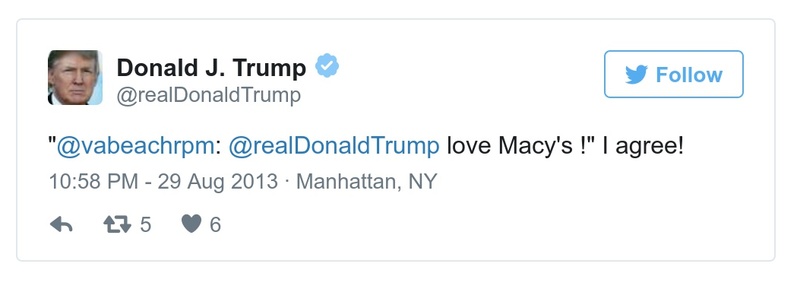 Donald J. Trump
Follow
@realDonaldTrump
"@vabeachrpm: @realDonaldTrump love Macy's !" I agree!
10:58 PM - 29 Aug 2013 · Manhattan, NY
5 6